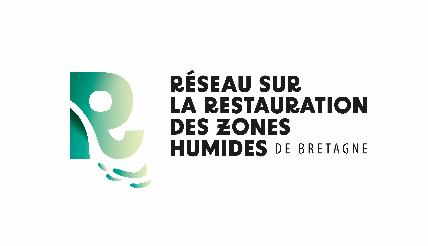 RÉSEAU SUR
LA RESTAURATION
DES ZONES
HUMIDES DE BRETAGNE